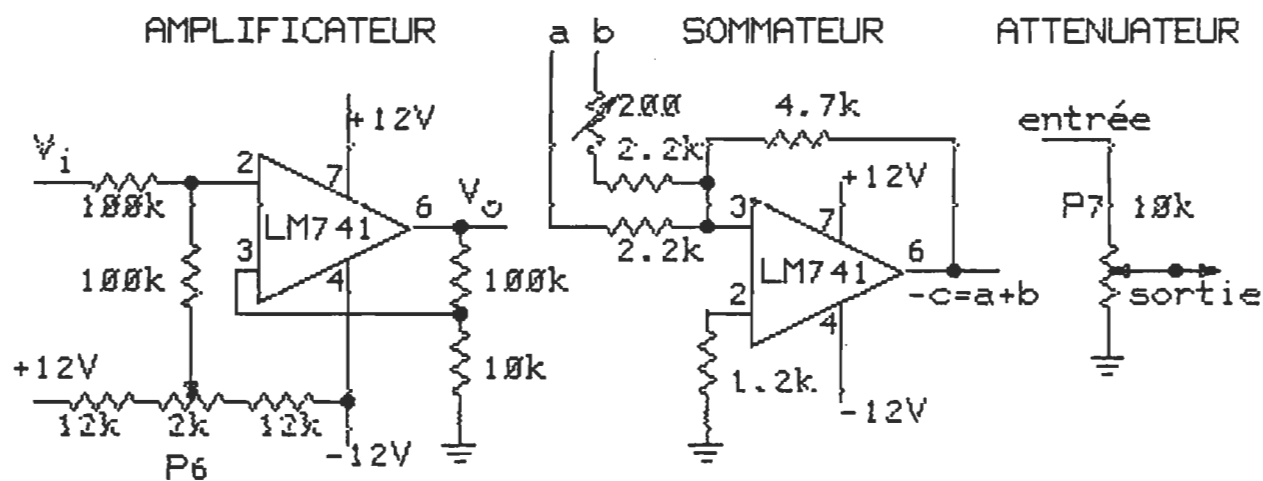 AMPLIFICATEUR
a b
SOMMATEUR
ATTENUATEUR
+12V
200
4.7k
entrée
Vi
2
7
2.2k
+12V
100k
LM741
6
Vo
3
7
P7 10k
3
4
100k
2.2k
LM741
6
100k
2
4
-c=a+b
sortie
+12V
10k
1.2k
12k 2k 12k
-12V
-12V
P6